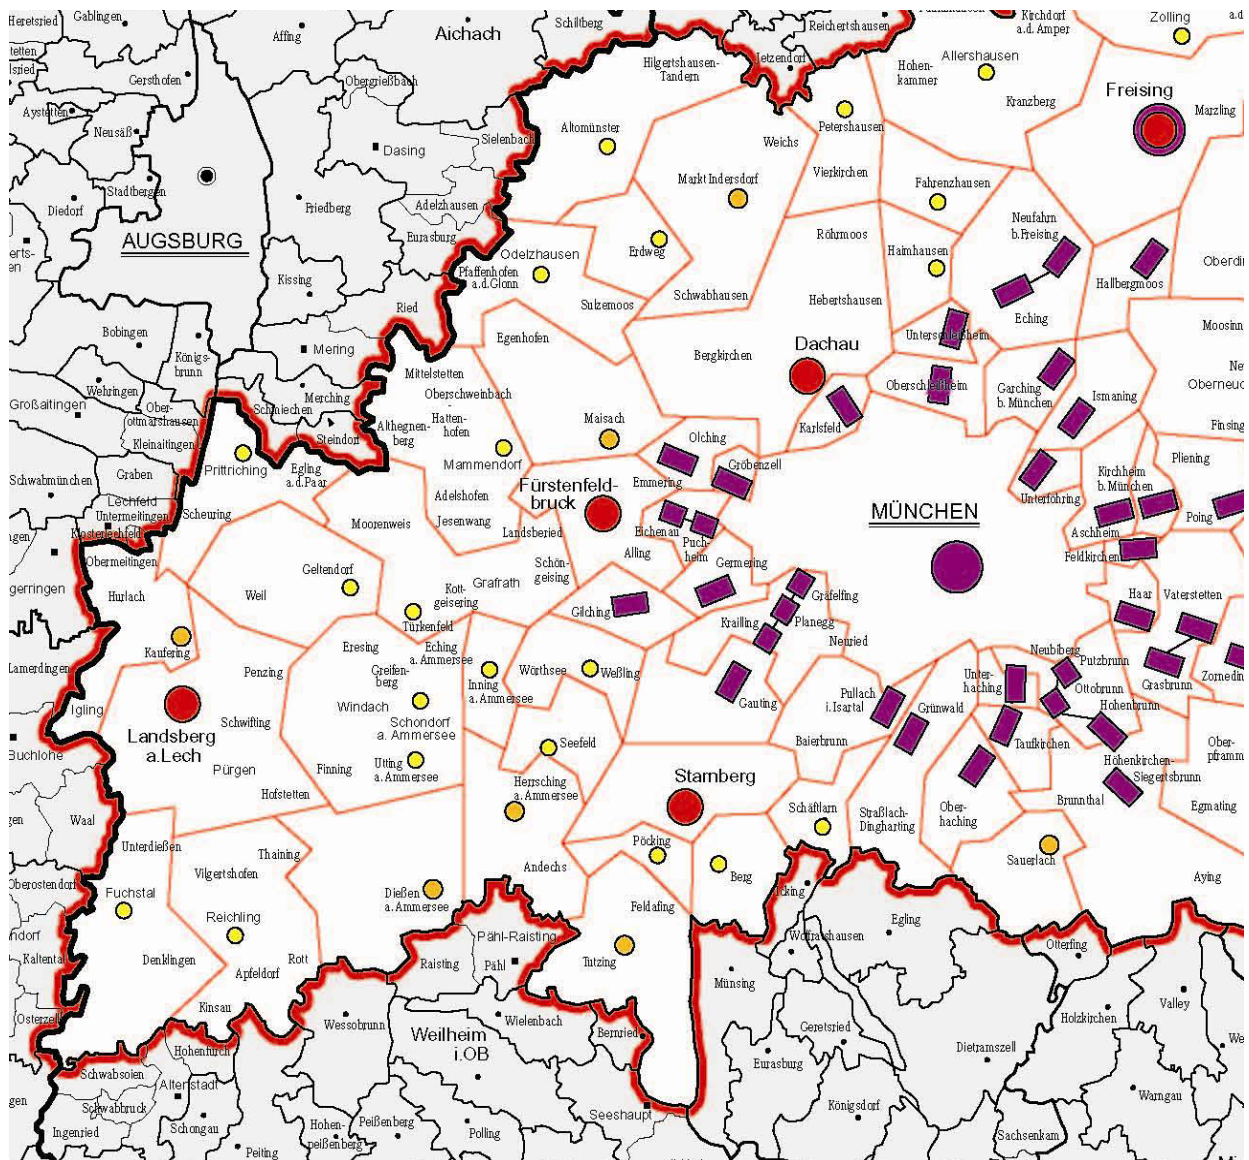 Heretsried
Gablingen
Affing
Aichach
Schiltberg
Reichertshausen
Kirchdorf
a.d. Amper
Zolling
a.d.
Jetzendorf
Hilgertshausen-
Tandern
Hohen-
kammer
Allershausen
Kranzberg
Freising
Marzling
Gersthofen
Obergrießbach
Aystetten
Neusäß
Sielenbach
Altomünster
Petershausen
Weichs
Dasing
Vierkirchen
Markt Indersdorf
Fahrenzhausen
Stadtbergen
Diedorf
Friedberg
Adelzhausen
Eurasburg
Neufahrn
b.Freising
AUGSBURG
Erdweg
Röhrmoos
Haimhausen
Odelzhausen
Pfaffenhofen
a.d.Glonn
Kissing
Sulzemoos
Schwabhausen
Hebertshausen
Hallbergmoos
Eching
Ried
Bobingen
Königs-
brunn
Mering
Egenhofen
Bergkirchen
Dachau
Unterschleißheim
Moosinn
Wehringen
Großaitingen
Merching
Schmiechen
Steindorf
Mittelstetten
Oberschweinbach
Hatten-
hofen
Althegnen-
berg
Oberschleißheim
Garching
b. München
Ismaning
Oberneuc
Finsing
Ober-
ottmarshausen
Kleinaitingen
Maisach
Karlsfeld
Olching
Gröbenzell
Graben
Schwabmünchen
Prittriching
Egling
a.d.Paar
Mammendorf
Emmering
Unterföhring
Kirchheim
b. München
Pliening
Lechfeld
Untermeitingen
Klosterlechfeld
Scheuring
Adelshofen
Jesenwang
Fürstenfeld-
bruck
MÜNCHEN
Poing
Moorenweis
Landsberied
Eichenau
Puch-
heim
Aschheim
Feldkirchen
Obermeitingen
Alling
Germering
Schön-
geising
Geltendorf
Grafrath
Kott-
geisering
Hurlach
Weil
Gilching
Gräfelfing
Haar
Vaterstetten
Türkenfeld
Krailling
Planegg
Neuried
Kaufering
Eresing
Eching
a. Ammersee
Greifen-
berg
Inning
a. Ammersee
Wörthsee
Weßling
Neubiberg
Putzbrunn
Unter-
haching
Ottobrunn
Grasbrunn
Lamerdingen
Penzing
Gauting
Pullach
i. Isartal
Grünwald
Hohenbrunn
Igling
Windach
Schondorf
a. Ammersee
Schwifting
Landsberg
a.Lech
Seefeld
Baierbrunn
Taufkirchen
Buchloe
Pürgen
Finning
Utting
a. Ammersee
Herrsching
a. Ammersee
Starnberg
Höhenkirchen-
Siegertsbrunn
Ober-
pframm
Hofstetten
Schäftlarn
Straßlach-
Dingharting
Ober-
haching
Brunnthal
Egmating
Waal
Unterdießen
Thaining
Pöcking
Sauerlach
Vilgertshofen
Andechs
Berg
Aying
Oberostendorf
Fuchstal
Dießen
a. Ammersee
Icking
Reichling
Feldafing
Egling
Pähl-Raisting
Wolfratshausen
Otterfing
Kaltental
Denklingen
Apfeldorf
Rott
Raisting
Pähl
Tutzing
Münsing
Valley
Osterzell
Kinsau
Wessobrunn
Wielenbach
Holzkirchen
Weilheim
i.OB
Bernried
Geretsried
Hohenfurch
Schwabsoien
Eurasburg
Dietramszell
Altenstadt
Schwabbruck
Warngau
Ingenried
Schongau
Hohen-
peißenberg
Peißenberg
Polling
Seeshaupt
Königsdorf
Sachsenkam
Peiting